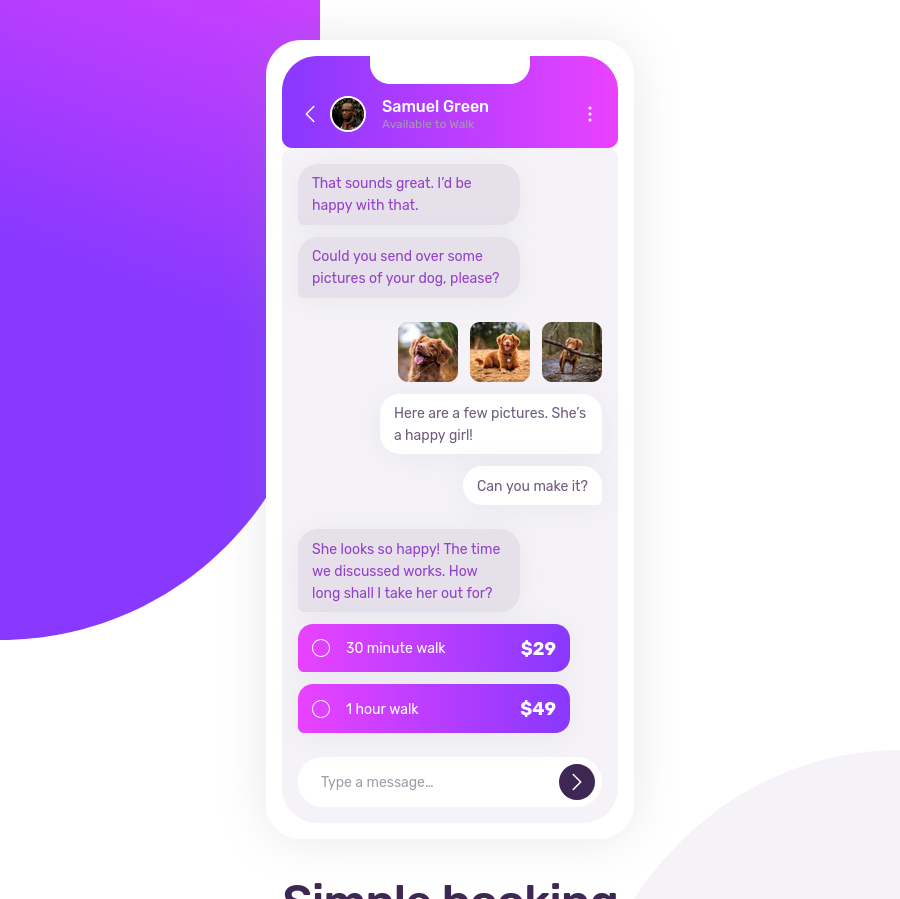 Samuel Green
Available to Walk
That sounds great. I’d be
happy with that.
Could you send over some
pictures of your dog, please?
Here are a few pictures. She’s
a happy girl!
Can you make it?
She looks so happy! The time
we discussed works. How
long shall I take her out for?
30 minute walk $29
1 hour walk $49
Type a message…
Simple booking